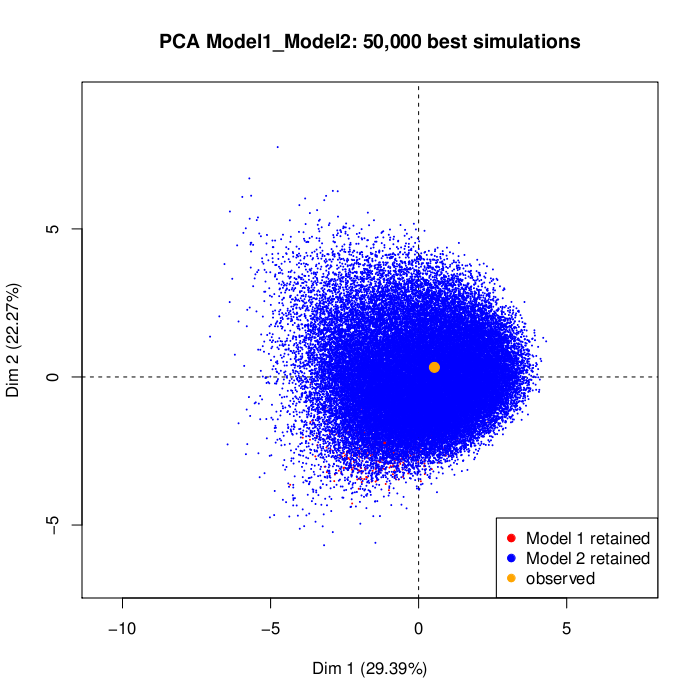 PCA Model1_Model2: 50,000 best simulations
Dim 2 (22.27%)
5
0
−5
−10
−5
0
5
Dim 1 (29.39%)
Model 1 retained
Model 2 retained
observed